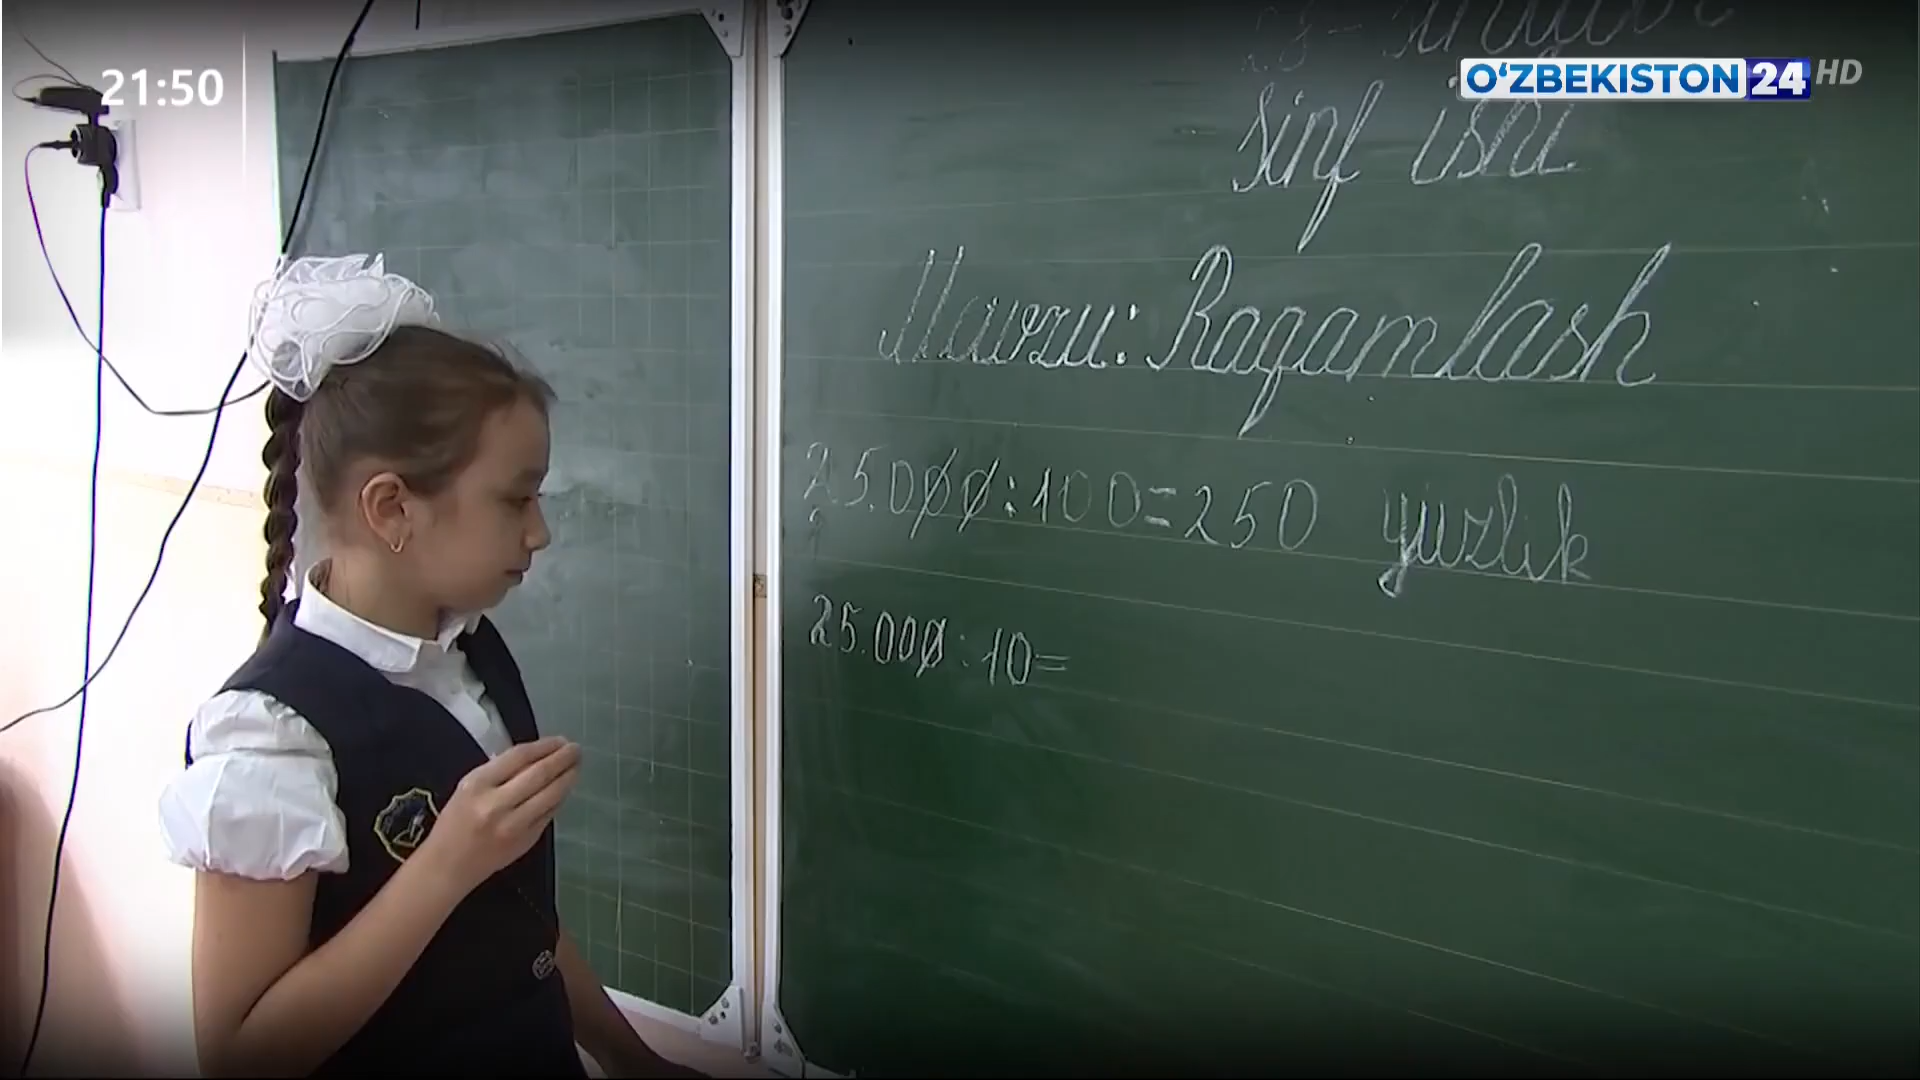 21:50
O‘ZBEKISTON 24 HD
sinf ishi
Mavzu: Raqamlash
25.000:100=250 yuzlik
25.000:10=